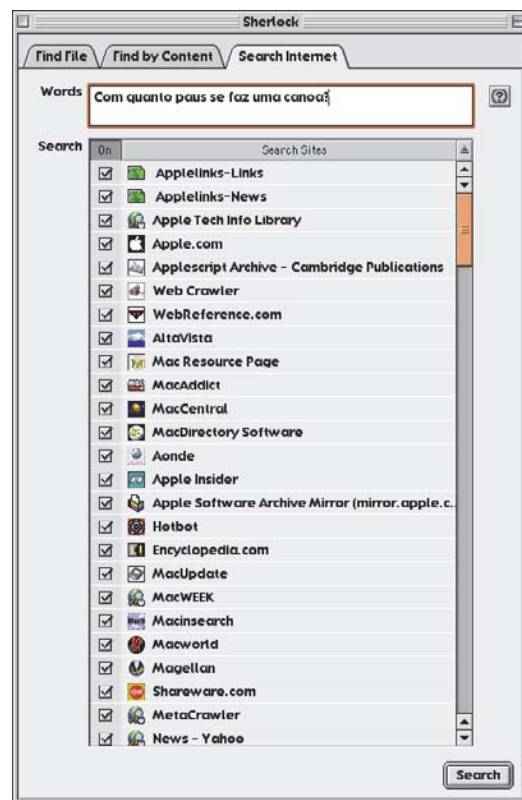 Sherlock
Find File
Find by Content
Search Internet
Words
Com quanto paus se faz uma canoa?
Search
On
Search Sites
Applelinks-Links
Applelinks-News
Apple Tech Info Library
Apple.com
Applescript Archive - Cambridge Publications
Web Crawler
WebReference.com
AltaVista
Mac Resource Page
MacAddict
MacCentral
MacDirectory Software
Aonde
Apple Insider
Apple Software Archive Mirror (mirror.apple.c...
Hotbot
Encyclopedia.com
MacUpdate
MacWEEK
Macinsearch
Macworld
Magellan
Shareware.com
MetaCrawler
News - Yahoo
Search